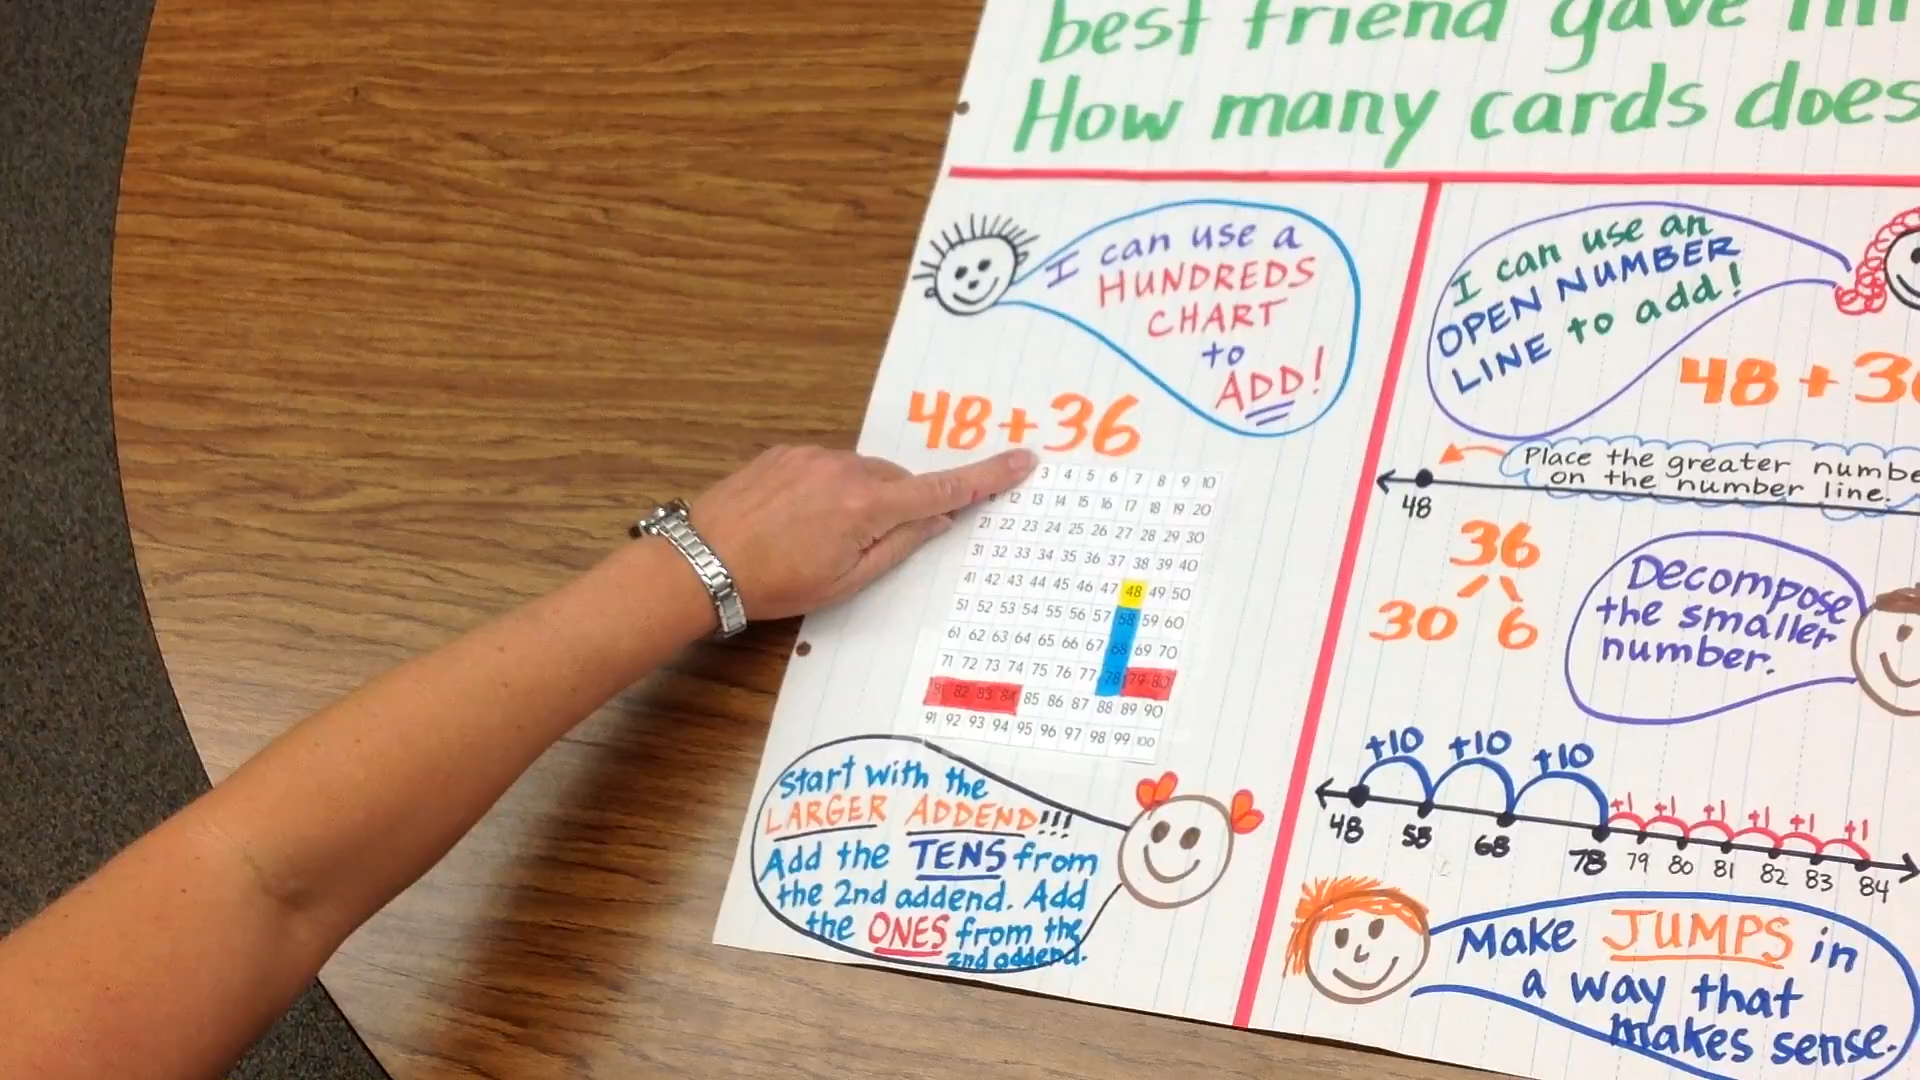 best friend gave
How many cards does
I can use a
HUNDREDS
CHART
to
ADD!
48+36
3 4 5 6 7 8 9 10
11 12 13 14 15 16 17 18 19 20
21 22 23 24 25 26 27 28 29 30
31 32 33 34 35 36 37 38 39 40
41 42 43 44 45 46 47 48 49 50
51 52 53 54 55 56 57 58 59 60
61 62 63 64 65 66 67 68 69 70
71 72 73 74 75 76 77 78 79 80
81 82 83 84 85 86 87 88 89 90
91 92 93 94 95 96 97 98 99 100
Start with the
LARGER ADDEND!!!
Add the TENS from
the 2nd addend. Add
the ONES from the
2nd addend.
I can use an
OPEN NUMBER
LINE to add!
48 + 3
Place the greater numbe
on the number line.
48
36
30 6
Decompose
the smaller
number.
+10 +10 +10 +1 +1 +1 +1 +1 +1
48 58 68 78 79 80 81 82 83 84
Make JUMPS in
a way that
makes sense.